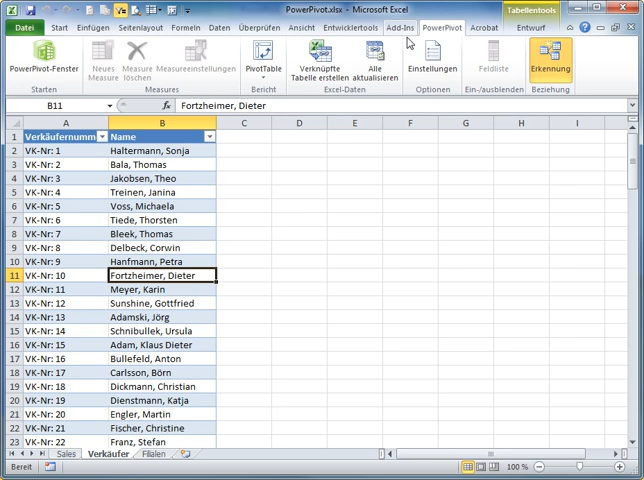 PowerPivot.xlsx - Microsoft Excel
Tabellentools
Datei Start Einfügen Seitenlayout Formeln Daten Überprüfen Ansicht Entwicklertools Add-Ins PowerPivot Acrobat Entwurf
PowerPivot-Fenster
Neues Measure
Measure löschen
Measureeinstellungen
PivotTable
Verknüpfte Tabelle erstellen
Alle aktualisieren
Einstellungen
Feldliste
Erkennung
Starten Measures Bericht Excel-Daten Optionen Ein-/ausblenden Beziehung
B11 fx Fortzheimer, Dieter
A B C D E F G H I
1 Verkäufernumm Name
2 VK-Nr: 1 Haltermann, Sonja
3 VK-Nr: 2 Bala, Thomas
4 VK-Nr: 3 Jakobsen, Theo
5 VK-Nr: 4 Treinen, Janina
6 VK-Nr: 5 Voss, Michaela
7 VK-Nr: 6 Tiede, Thorsten
8 VK-Nr: 7 Bleek, Thomas
9 VK-Nr: 8 Delbeck, Corwin
10 VK-Nr: 9 Hanfmann, Petra
11 VK-Nr: 10 Fortzheimer, Dieter
12 VK-Nr: 11 Meyer, Karin
13 VK-Nr: 12 Sunshine, Gottfried
14 VK-Nr: 13 Adamski, Jörg
15 VK-Nr: 14 Schnibullek, Ursula
16 VK-Nr: 15 Adam, Klaus Dieter
17 VK-Nr: 16 Bullefeld, Anton
18 VK-Nr: 17 Carlsson, Börn
19 VK-Nr: 18 Dickmann, Christian
20 VK-Nr: 19 Dienstmann, Katja
21 VK-Nr: 20 Engler, Martin
22 VK-Nr: 21 Fischer, Christine
23 VK-Nr: 22 Franz, Stefan
Sales Verkäufer Filialen
Bereit 100 %